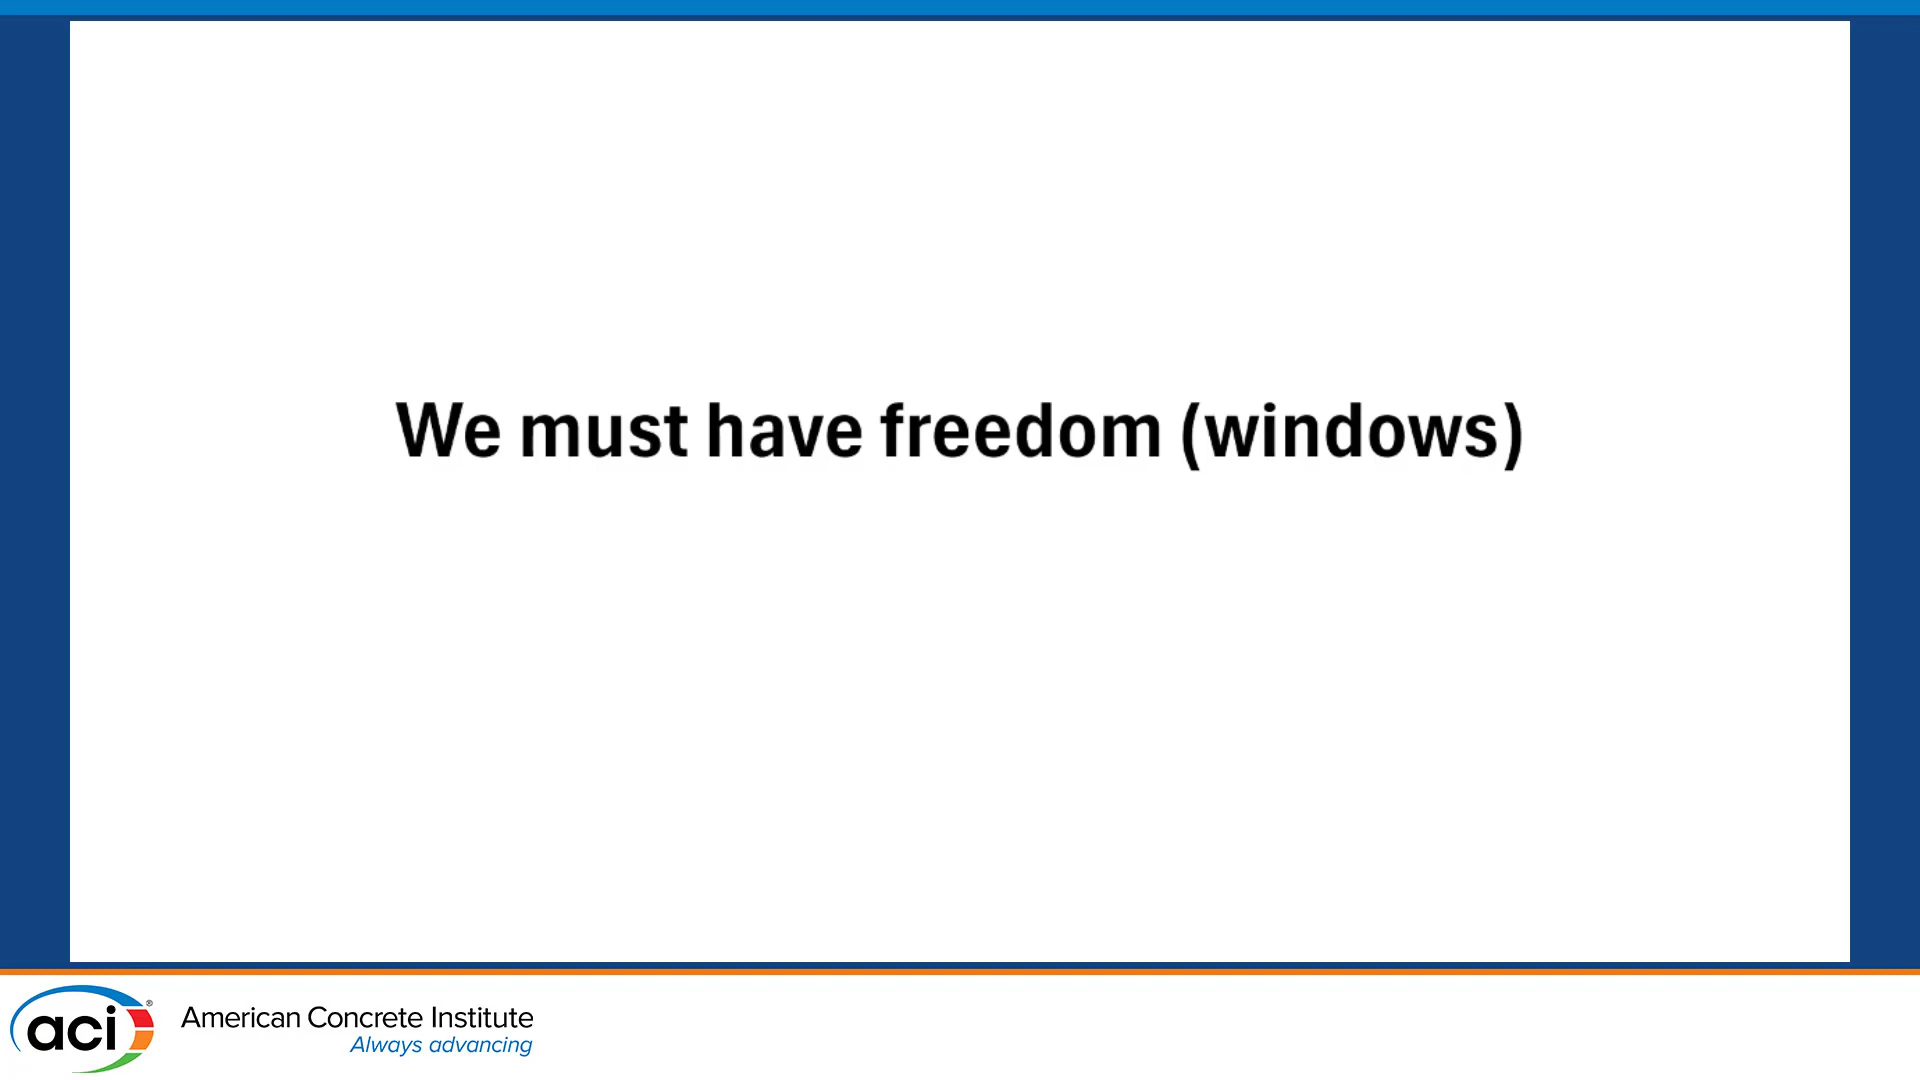 We must have freedom (windows)
aci®
American Concrete Institute
Always advancing